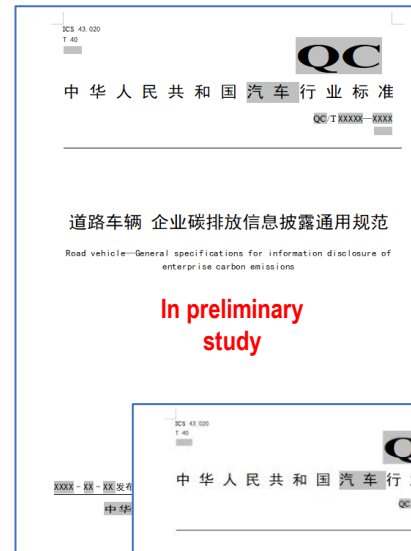 ICS 43.020
T 40
QC
中华人民共和国汽车行业标准
QC/T XXXXX—XXXX
道路车辆 企业碳排放信息披露通用规范
Road vehicle—General specifications for information disclosure of
enterprise carbon emissions
In preliminary
study
XXXX-XX-XX 发布
中华
ICS 43.020
T 40
中华人民共和国汽车行
QC